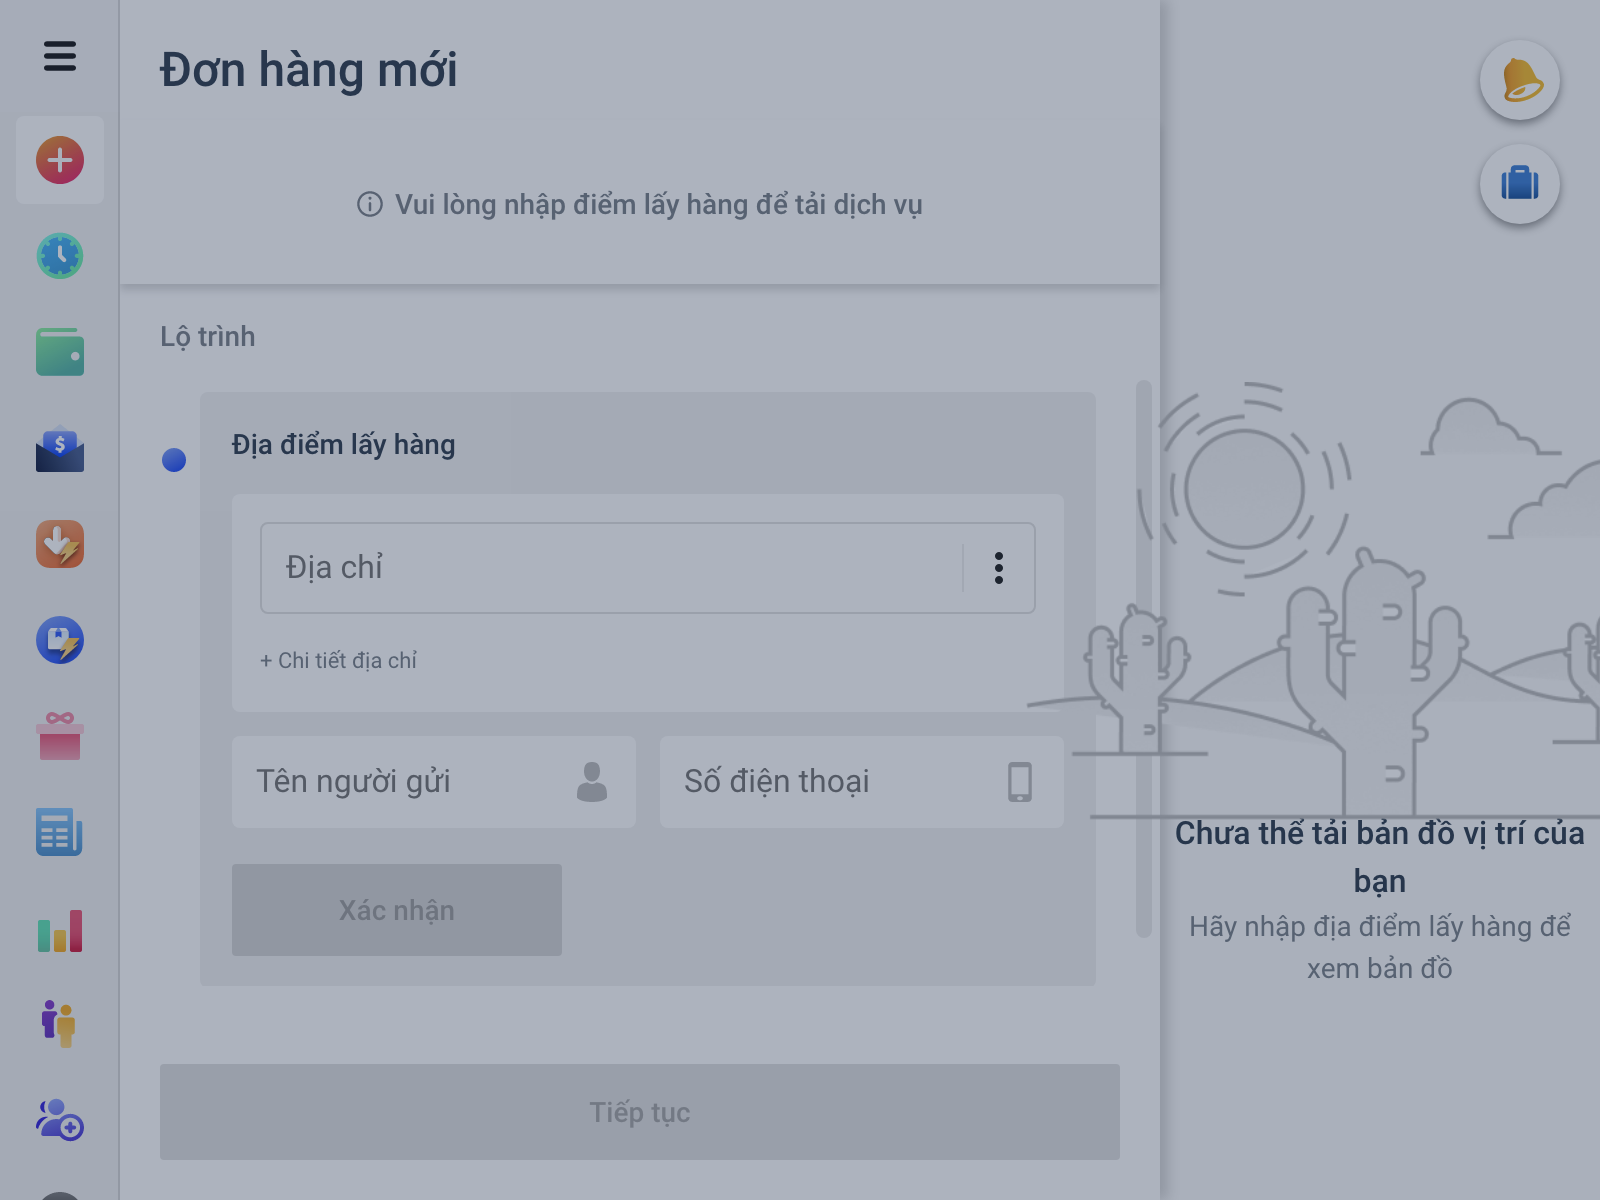 Đơn hàng mới
Vui lòng nhập điểm lấy hàng để tải dịch vụ
Lộ trình
Địa điểm lấy hàng
Địa chỉ
+ Chi tiết địa chỉ
Tên người gửi
Số điện thoại
Xác nhận
Tiếp tục
Chưa thể tải bản đồ vị trí của
bạn
Hãy nhập địa điểm lấy hàng để
xem bản đồ